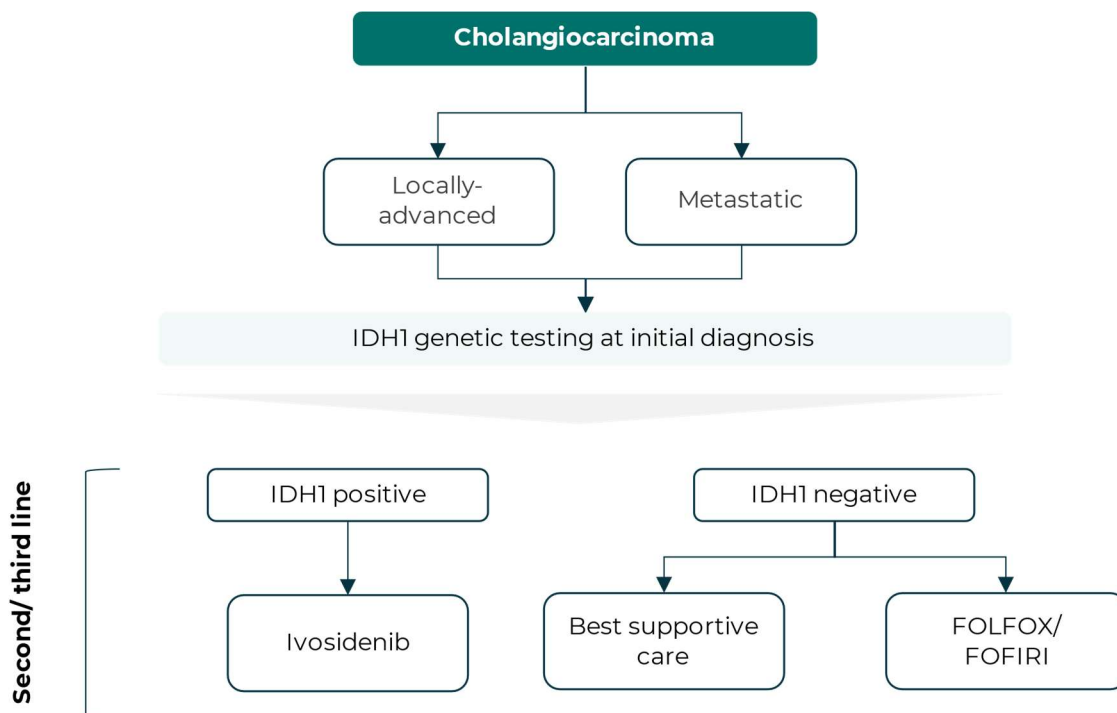 Cholangiocarcinoma
Locally-
advanced
Metastatic
IDH1 genetic testing at initial diagnosis
Second/ third line
IDH1 positive
IDH1 negative
Ivosidenib
Best supportive
care
FOLFOX/
FOFIRI